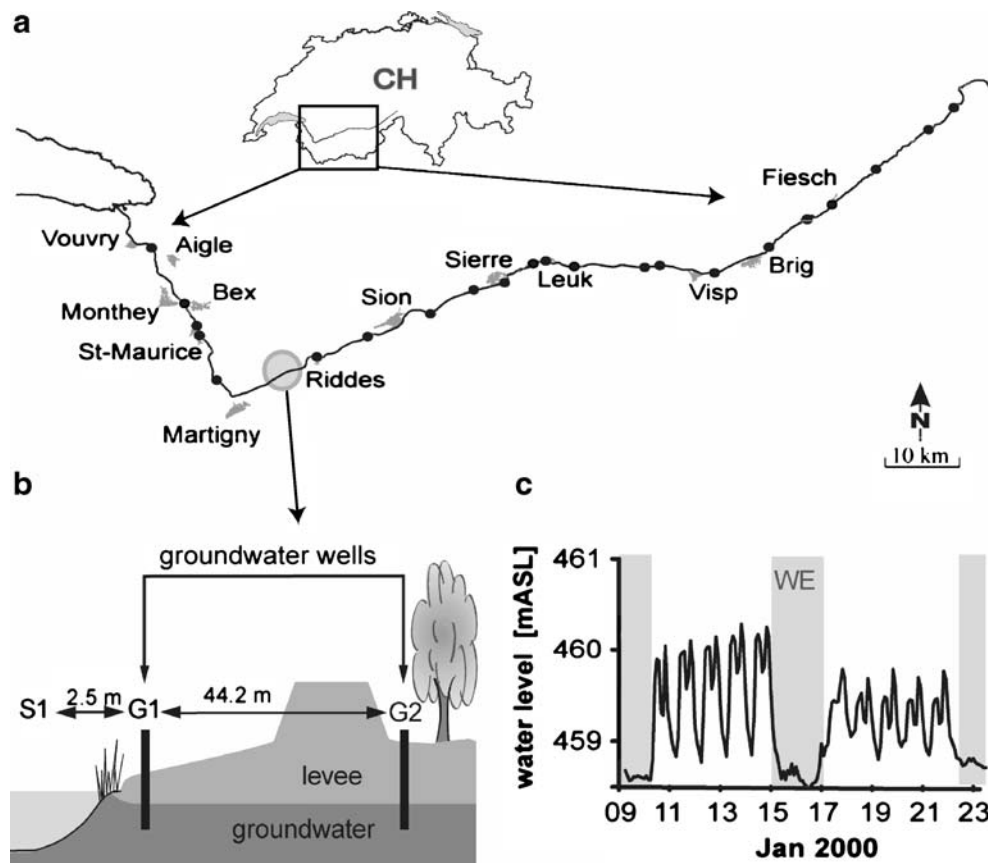 a
CH
Fiesch
Vouvry
Aigle
Sierre
Leuk
Brig
Visp
Monthey
Bex
Sion
St-Maurice
Riddes
Martigny
N
10 km
b
groundwater wells
S1
2.5 m
G1
44.2 m
G2
levee
groundwater
c
water level [mASL]
461
460
459
WE
09 11 13 15 17 19 21 23
Jan 2000